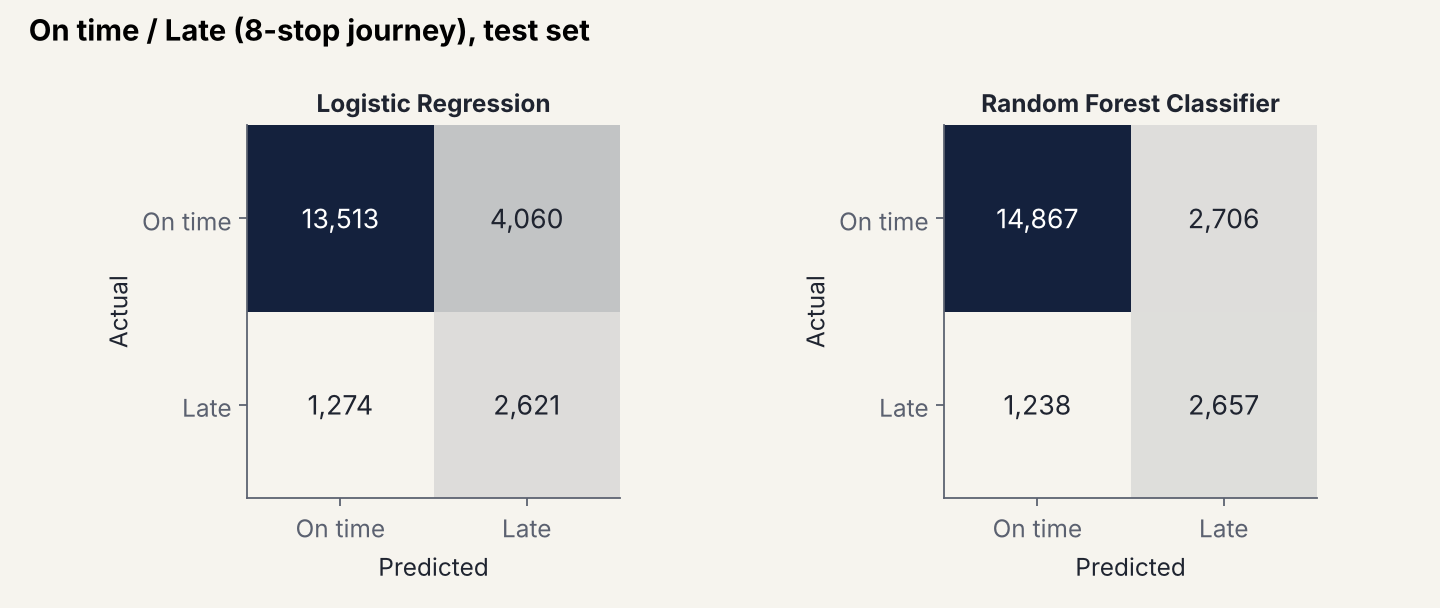 On time / Late (8-stop journey), test set
Logistic Regression
On time
13,513
4,060
Actual
Late
1,274
2,621
On time
Late
Predicted
Random Forest Classifier
On time
14,867
2,706
Actual
Late
1,238
2,657
On time
Late
Predicted